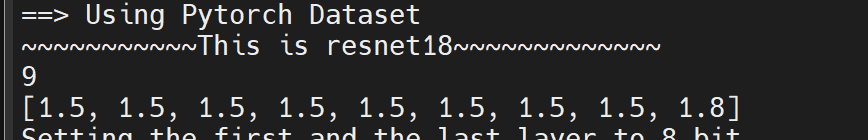 ==> Using Pytorch Dataset
~~~~~~~~~~~This is resnet18~~~~~~~~~~~~~
9
[1.5, 1.5, 1.5, 1.5, 1.5, 1.5, 1.5, 1.5, 1.8]
Setting the first and the last layer to 8 bit